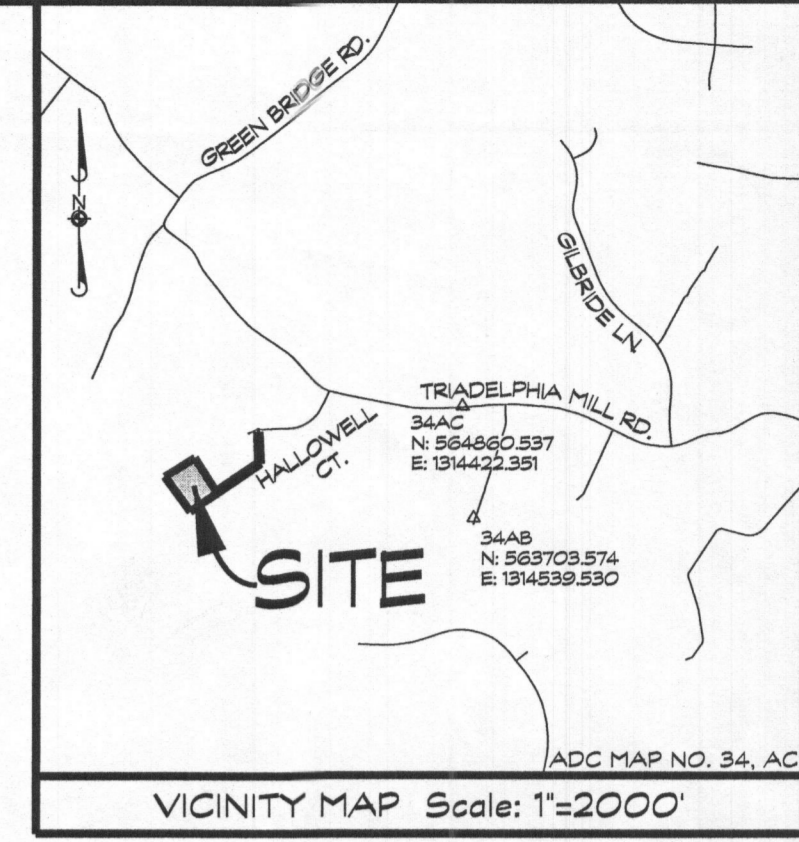 GREEN BRIDGE RD.
N
GILBRIDE LN.
TRIADELPHIA MILL RD.
34AC
N: 564860.537
E: 1314422.351
HALLOWELL
CT.
34AB
N: 563703.574
E: 1314539.530
SITE
ADC MAP NO. 34, AC
VICINITY MAP Scale: 1"=2000'